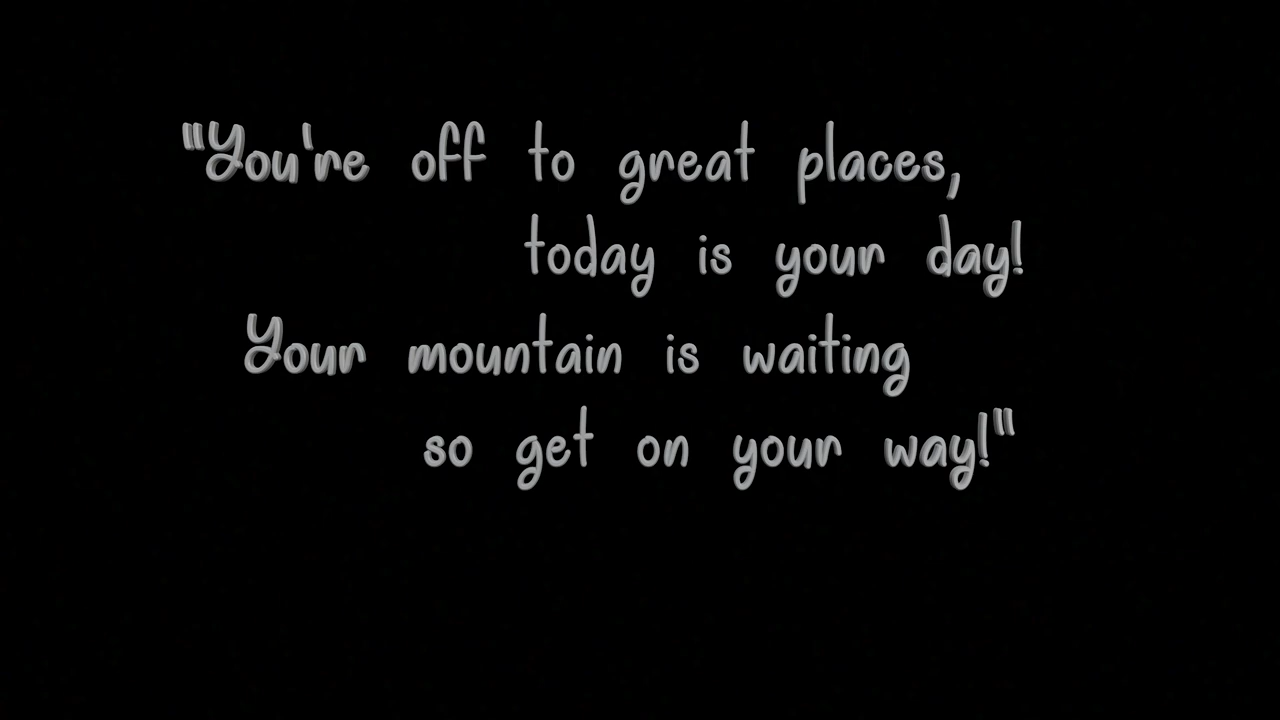 "You're off to great places,
today is your day!
Your mountain is waiting
so get on your way!"